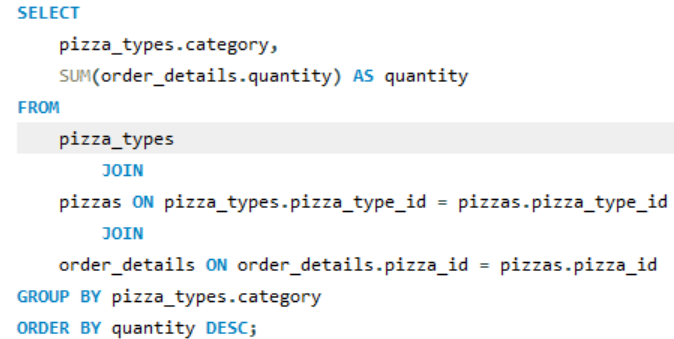 SELECT
    pizza_types.category,
    SUM(order_details.quantity) AS quantity
FROM
    pizza_types
        JOIN
    pizzas ON pizza_types.pizza_type_id = pizzas.pizza_type_id
        JOIN
    order_details ON order_details.pizza_id = pizzas.pizza_id
GROUP BY pizza_types.category
ORDER BY quantity DESC;